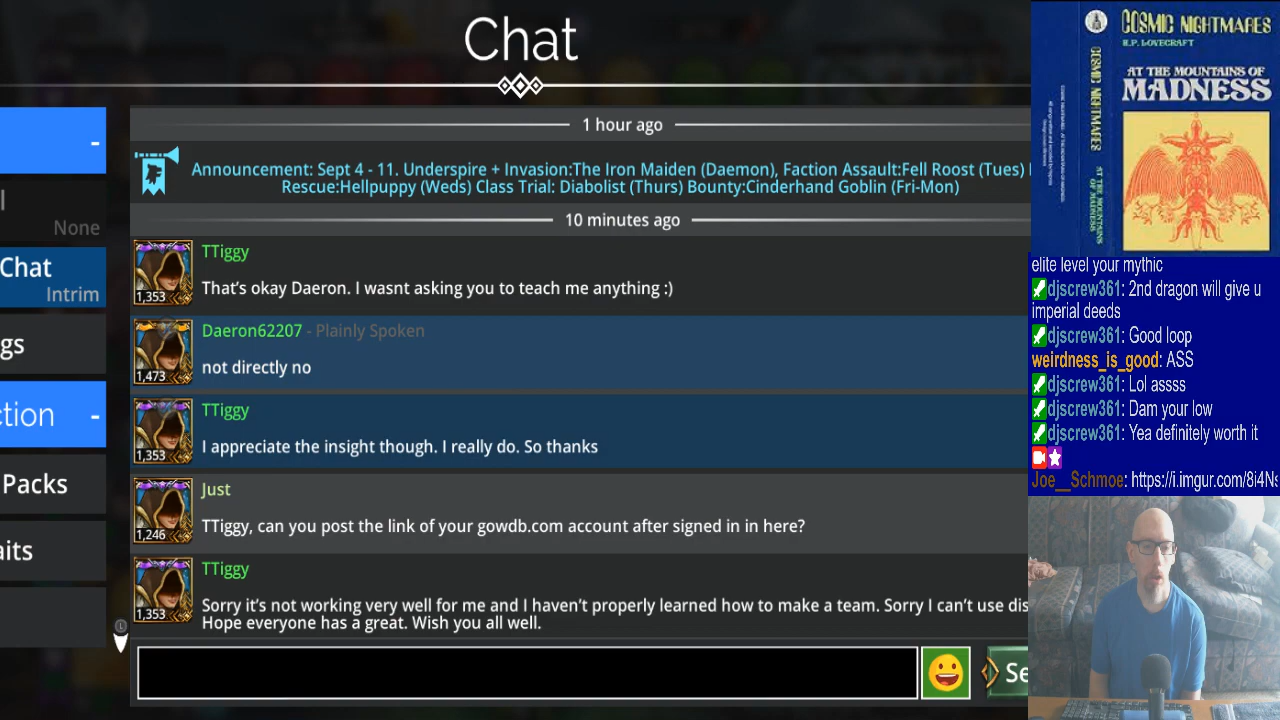 Chat
-
l
None
Chat
Intrim
gs
ction
-
Packs
aits
1 hour ago
Announcement: Sept 4 - 11. Underspire + Invasion:The Iron Maiden (Daemon), Faction Assault:Fell Roost (Tues)
Rescue:Hellpuppy (Weds) Class Trial: Diabolist (Thurs) Bounty:Cinderhand Goblin (Fri-Mon)
10 minutes ago
TTiggy
That's okay Daeron. I wasnt asking you to teach me anything :)
1,353
Daeron62207 - Plainly Spoken
not directly no
1,473
TTiggy
I appreciate the insight though. I really do. So thanks
1,353
Just
TTiggy, can you post the link of your gowdb.com account after signed in in here?
1,246
TTiggy
Sorry it's not working very well for me and I haven't properly learned how to make a team. Sorry I can't use dis
Hope everyone has a great. Wish you all well.
1,353
L
Se
COSMIC NIGHTMARES
H.P. LOVECRAFT
AT THE MOUNTAINS OF
MADNESS
COSMIC NIGHTMARES
AT THE MOUNTAINS
OF MADNESS
elite level your mythic
djscrew361: 2nd dragon will give u
imperial deeds
djscrew361: Good loop
weirdness_is_good: ASS
djscrew361: Lol assss
djscrew361: Dam your low
djscrew361: Yea definitely worth it
Joe__Schmoe: https://i.imgur.com/8i4Ns